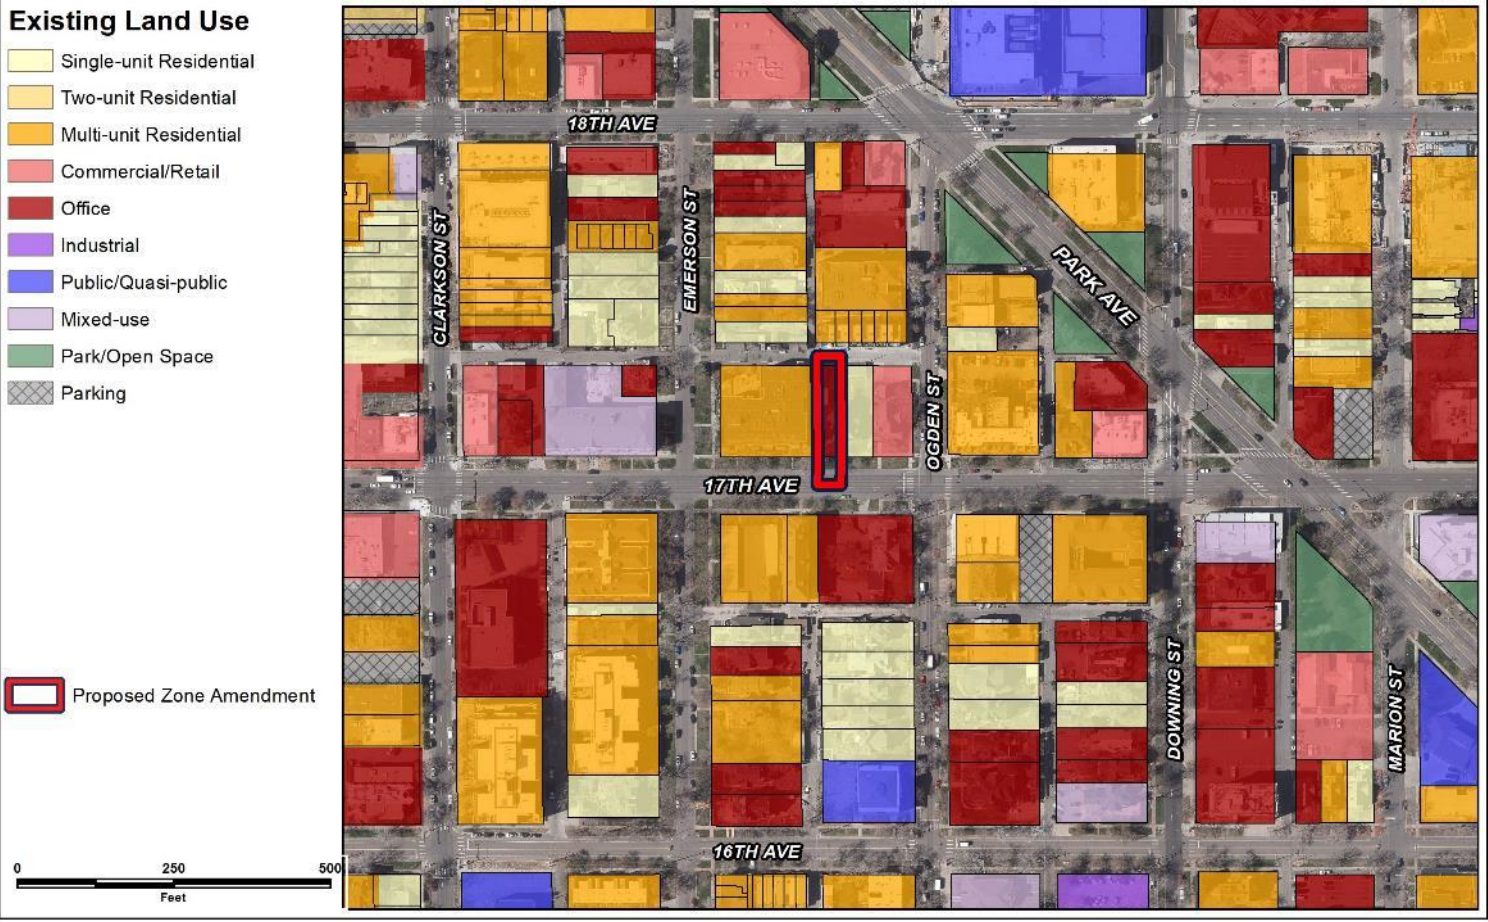 Existing Land Use
Single-unit Residential
Two-unit Residential
Multi-unit Residential
Commercial/Retail
Office
Industrial
Public/Quasi-public
Mixed-use
Park/Open Space
Parking
Proposed Zone Amendment
0 250 500
Feet
18TH AVE
CLARKSON ST
EMERSON ST
PARK AVE
OGDEN ST
17TH AVE
DOWNING ST
MARION ST
16TH AVE